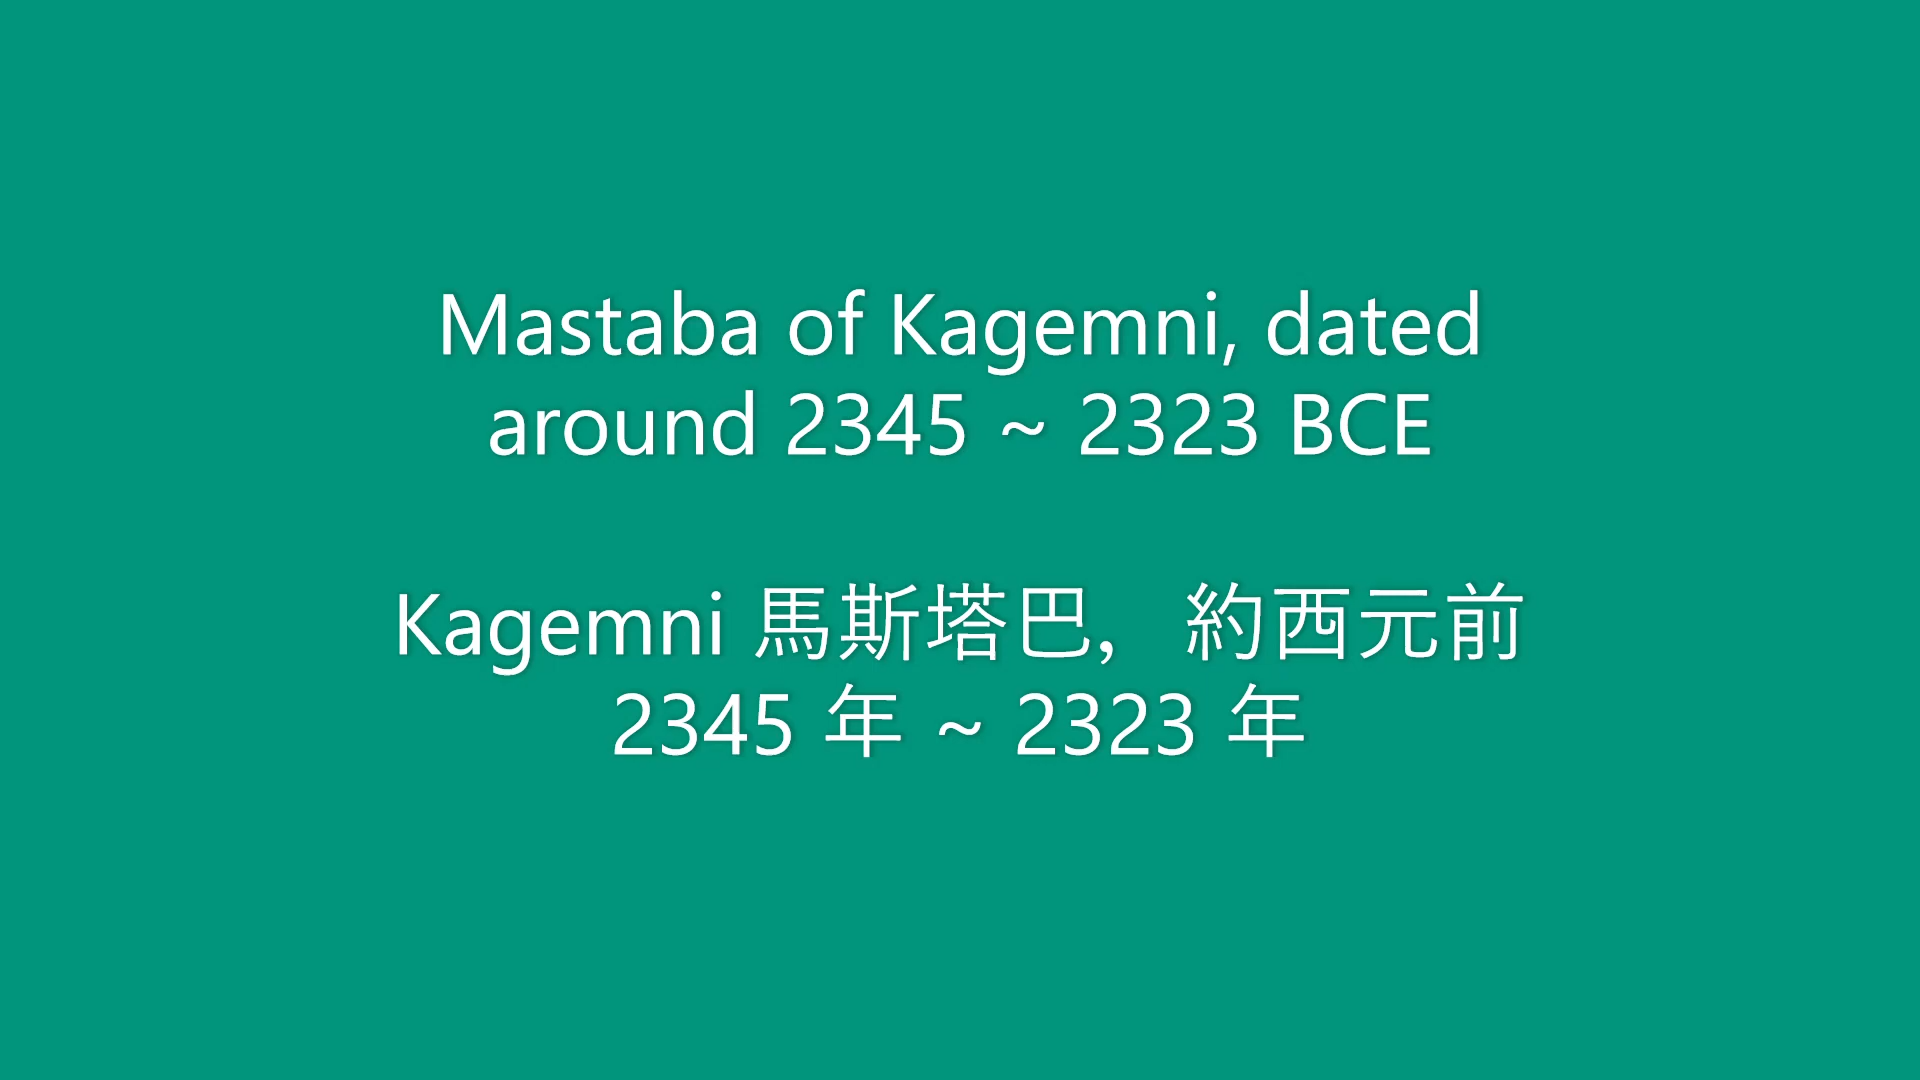 Mastaba of Kagemni, dated
around 2345 ~ 2323 BCE
Kagemni 馬斯塔巴，約西元前
2345 年 ~ 2323 年